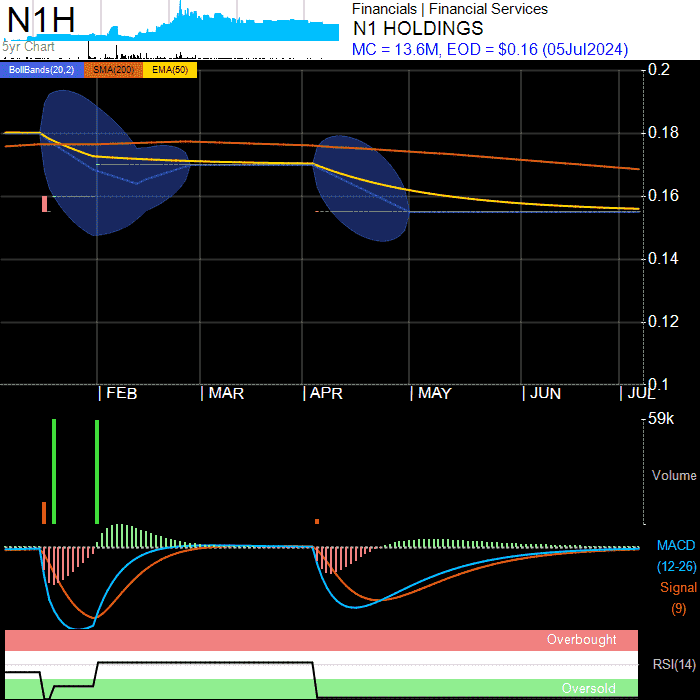 N1H
5yr Chart
Financials | Financial Services
N1 HOLDINGS
MC = 13.6M, EOD = $0.16 (05Jul2024)
BollBands(20,2) SMA(200) EMA(50)
0.2
0.18
0.16
0.14
0.12
0.1
| FEB | MAR | APR | MAY | JUN | JUL
59k
Volume
MACD
(12-26)
Signal
(9)
Overbought
RSI(14)
Oversold